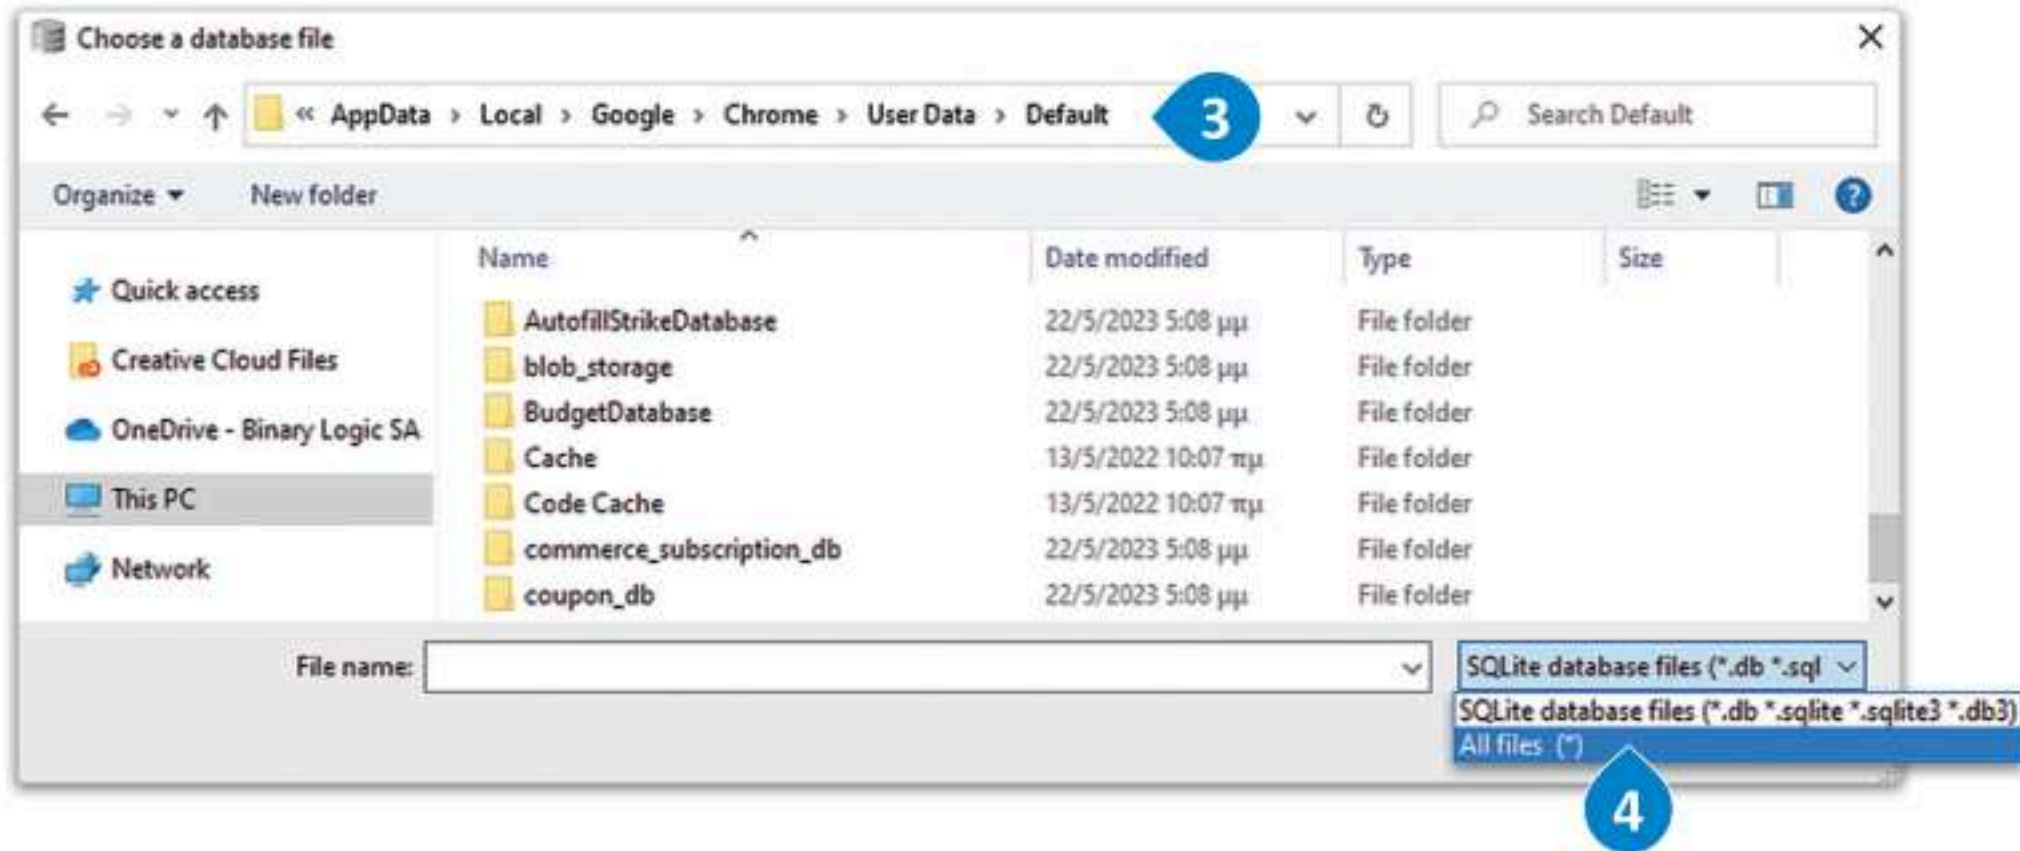 Choose a database file
« AppData > Local > Google > Chrome > User Data > Default
3
Search Default
Organize
New folder
Name
Date modified
Type
Size
Quick access
Creative Cloud Files
OneDrive - Binary Logic SA
This PC
Network
AutofillStrikeDatabase 22/5/2023 5:08 μμ File folder
blob_storage 22/5/2023 5:08 μμ File folder
BudgetDatabase 22/5/2023 5:08 μμ File folder
Cache 13/5/2022 10:07 πμ File folder
Code Cache 13/5/2022 10:07 πμ File folder
commerce_subscription_db 22/5/2023 5:08 μμ File folder
coupon_db 22/5/2023 5:08 μμ File folder
File name:
SQLite database files (*.db *.sql
SQLite database files (*.db *.sqlite *.sqlite3 *.db3)
All files (*)
4